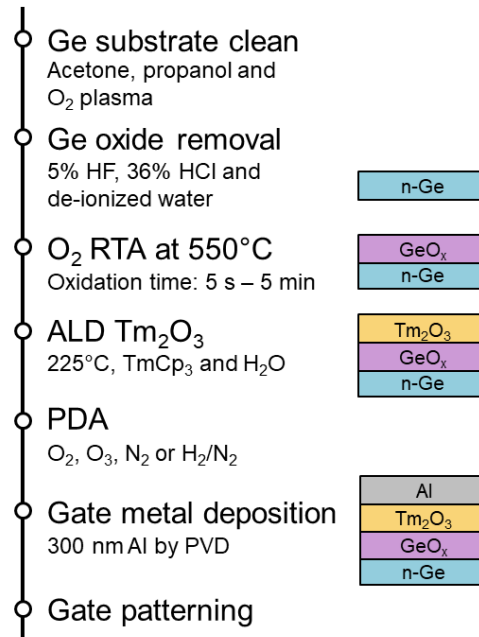 Ge substrate clean
Acetone, propanol and
O₂ plasma
Ge oxide removal
5% HF, 36% HCl and
de-ionized water
n-Ge
O₂ RTA at 550°C
Oxidation time: 5 s – 5 min
GeOₓ
n-Ge
ALD Tm₂O₃
225°C, TmCp₃ and H₂O
Tm₂O₃
GeOₓ
n-Ge
PDA
O₂, O₃, N₂ or H₂/N₂
Gate metal deposition
300 nm Al by PVD
Al
Tm₂O₃
GeOₓ
n-Ge
Gate patterning